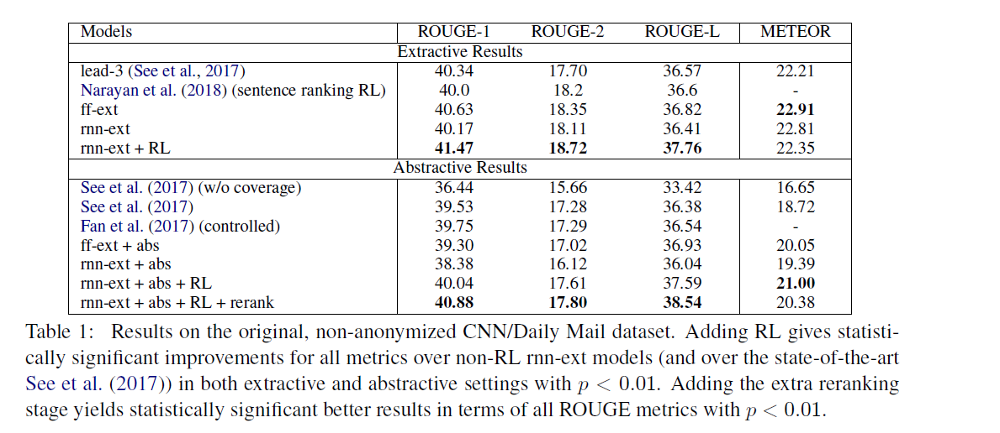 Models ROUGE-1 ROUGE-2 ROUGE-L METEOR
Extractive Results
lead-3 (See et al., 2017) 40.34 17.70 36.57 22.21
Narayan et al. (2018) (sentence ranking RL) 40.0 18.2 36.6 -
ff-ext 40.63 18.35 36.82 22.91
rnn-ext 40.17 18.11 36.41 22.81
rnn-ext + RL 41.47 18.72 37.76 22.35
Abstractive Results
See et al. (2017) (w/o coverage) 36.44 15.66 33.42 16.65
See et al. (2017) 39.53 17.28 36.38 18.72
Fan et al. (2017) (controlled) 39.75 17.29 36.54 -
ff-ext + abs 39.30 17.02 36.93 20.05
rnn-ext + abs 38.38 16.12 36.04 19.39
rnn-ext + abs + RL 40.04 17.61 37.59 21.00
rnn-ext + abs + RL + rerank 40.88 17.80 38.54 20.38
Table 1: Results on the original, non-anonymized CNN/Daily Mail dataset. Adding RL gives statisti-
cally significant improvements for all metrics over non-RL rnn-ext models (and over the state-of-the-art
See et al. (2017)) in both extractive and abstractive settings with p < 0.01. Adding the extra reranking
stage yields statistically significant better results in terms of all ROUGE metrics with p < 0.01.